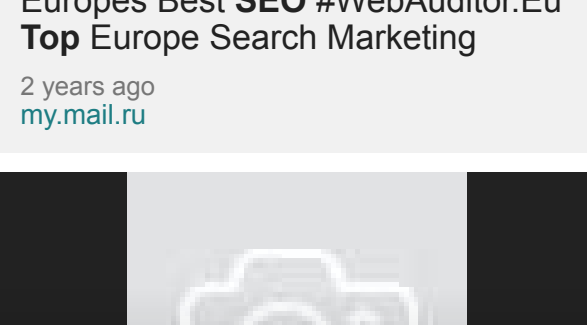 Europes Best SEO #WebAuditor.Eu
Top Europe Search Marketing
2 years ago
my.mail.ru